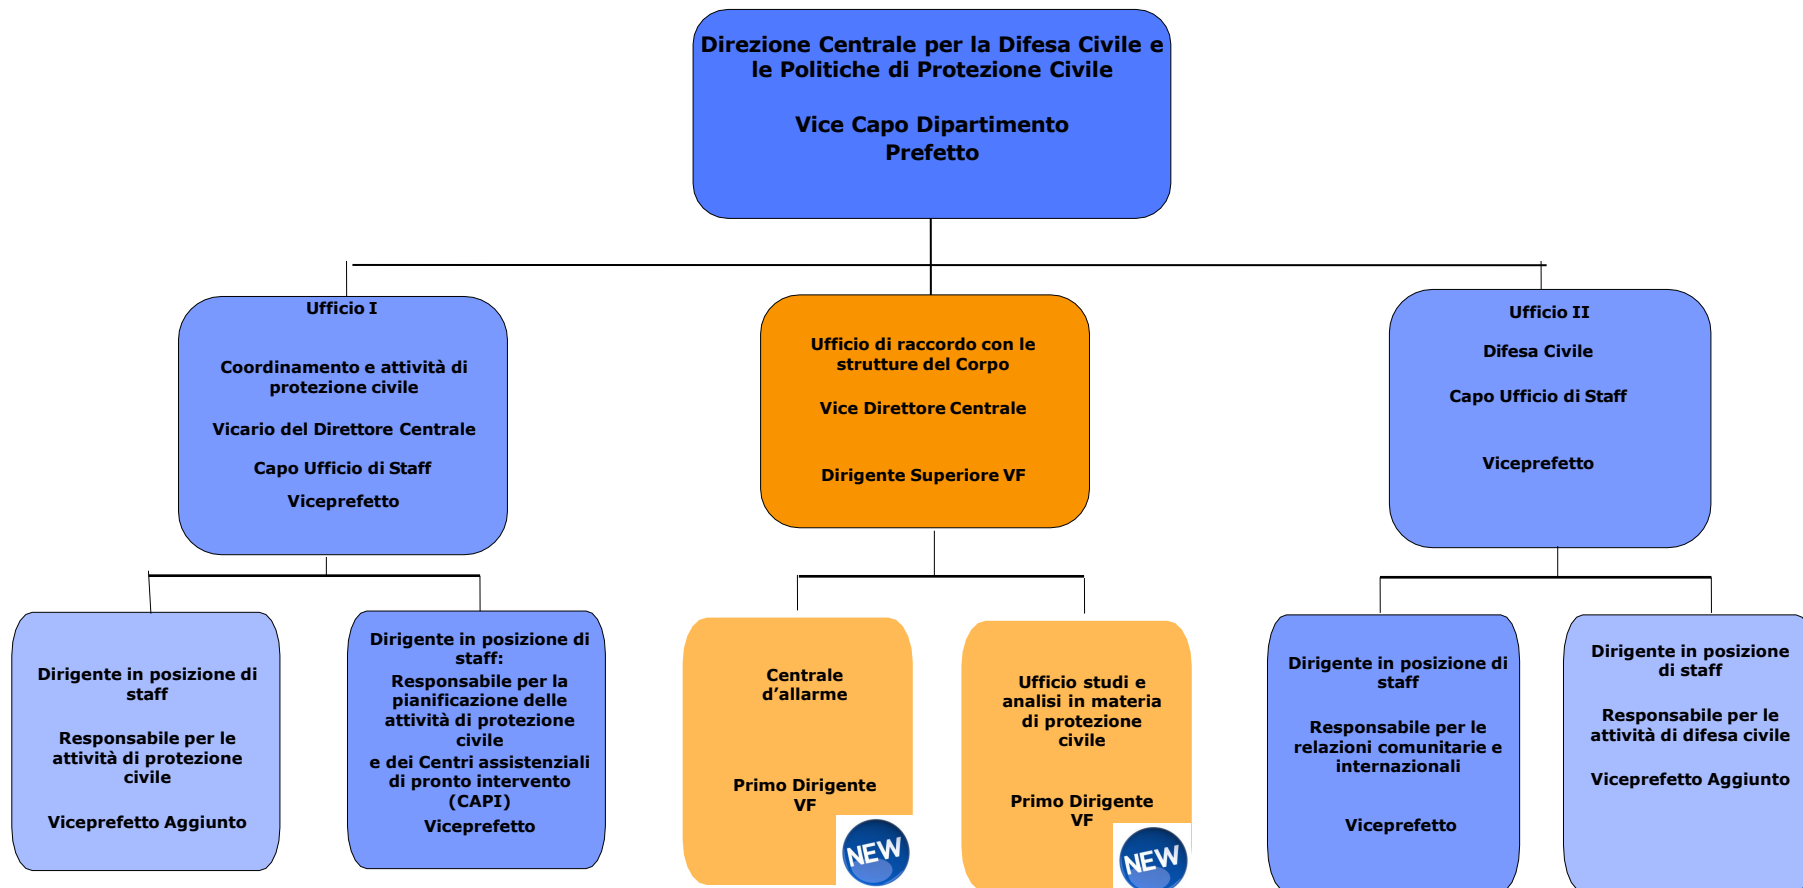 Direzione Centrale per la Difesa Civile e
le Politiche di Protezione Civile
Vice Capo Dipartimento
Prefetto
Ufficio I
Coordinamento e attività di
protezione civile
Vicario del Direttore Centrale
Capo Ufficio di Staff
Viceprefetto
Ufficio di raccordo con le
strutture del Corpo
Vice Direttore Centrale
Dirigente Superiore VF
Ufficio II
Difesa Civile
Capo Ufficio di Staff
Viceprefetto
Dirigente in posizione di
staff
Responsabile per le
attività di protezione
civile
Viceprefetto Aggiunto
Dirigente in posizione di
staff:
Responsabile per la
pianificazione delle
attività di protezione
civile
e dei Centri assistenziali
di pronto intervento
(CAPI)
Viceprefetto
Centrale
d’allarme
Primo Dirigente
VF
NEW
Ufficio studi e
analisi in materia
di protezione
civile
Primo Dirigente
VF
NEW
Dirigente in posizione di
staff
Responsabile per le
relazioni comunitarie e
internazionali
Viceprefetto
Dirigente in posizione
di staff
Responsabile per le
attività di difesa civile
Viceprefetto Aggiunto